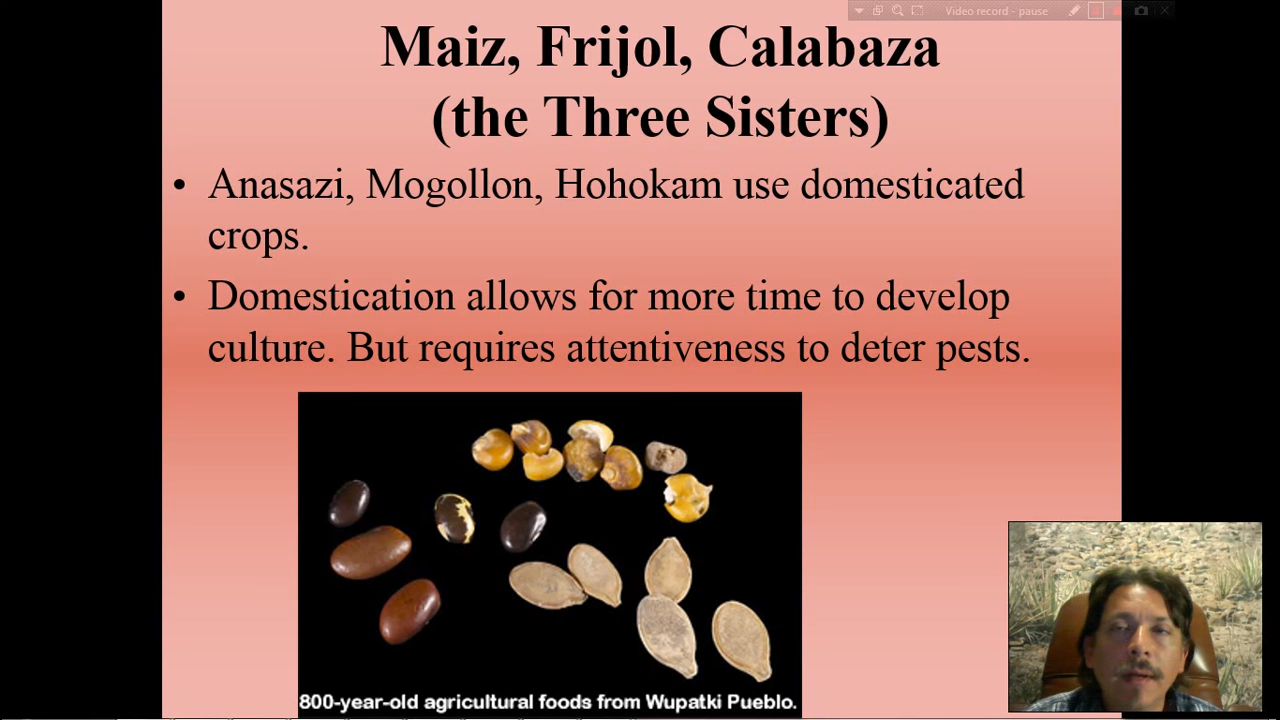 Video record - pause
Maiz, Frijol, Calabaza
(the Three Sisters)
• Anasazi, Mogollon, Hohokam use domesticated
crops.
• Domestication allows for more time to develop
culture. But requires attentiveness to deter pests.
800-year-old agricultural foods from Wupatki Pueblo.